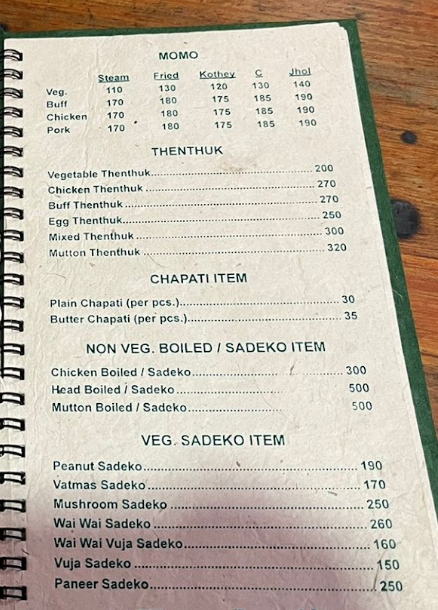 MOMO
Steam Fried Kothey C Jhol
Veg. 110 130 120 130 140
Buff 170 180 175 185 190
Chicken 170 180 175 185 190
Pork 170 180 175 185 190
THENTHUK
Vegetable Thenthuk..................................200
Chicken Thenthuk....................................270
Buff Thenthuk.........................................270
Egg Thenthuk..........................................250
Mixed Thenthuk......................................300
Mutton Thenthuk.....................................320
CHAPATI ITEM
Plain Chapati (per pcs.)................................30
Butter Chapati (per pcs.)..............................35
NON VEG. BOILED / SADEKO ITEM
Chicken Boiled / Sadeko..............................300
Head Boiled / Sadeko......................500
Mutton Boiled / Sadeko....................500
VEG. SADEKO ITEM
Peanut Sadeko..........................................190
Vatmas Sadeko..........................................170
Mushroom Sadeko......................................250
Wai Wai Sadeko.........................................260
Wai Wai Vuja Sadeko..................................160
Vuja Sadeko..............................................150
Paneer Sadeko...........................................250